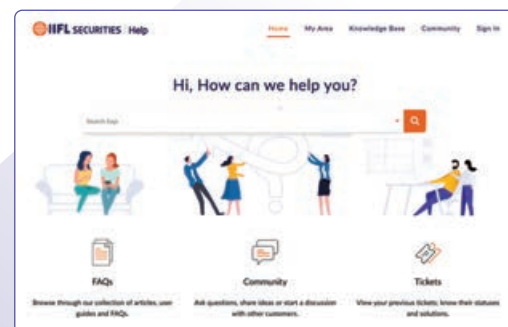 IIFL SECURITIES Help
Home My Area Knowledge Base Community Sign In
Hi, How can we help you?
Search
FAQs Community Tickets
Browse through our collection of articles, user Ask questions, share ideas or start a discussion View your previous tickets, know their statuses
guides and FAQs. with other customers. and solutions.